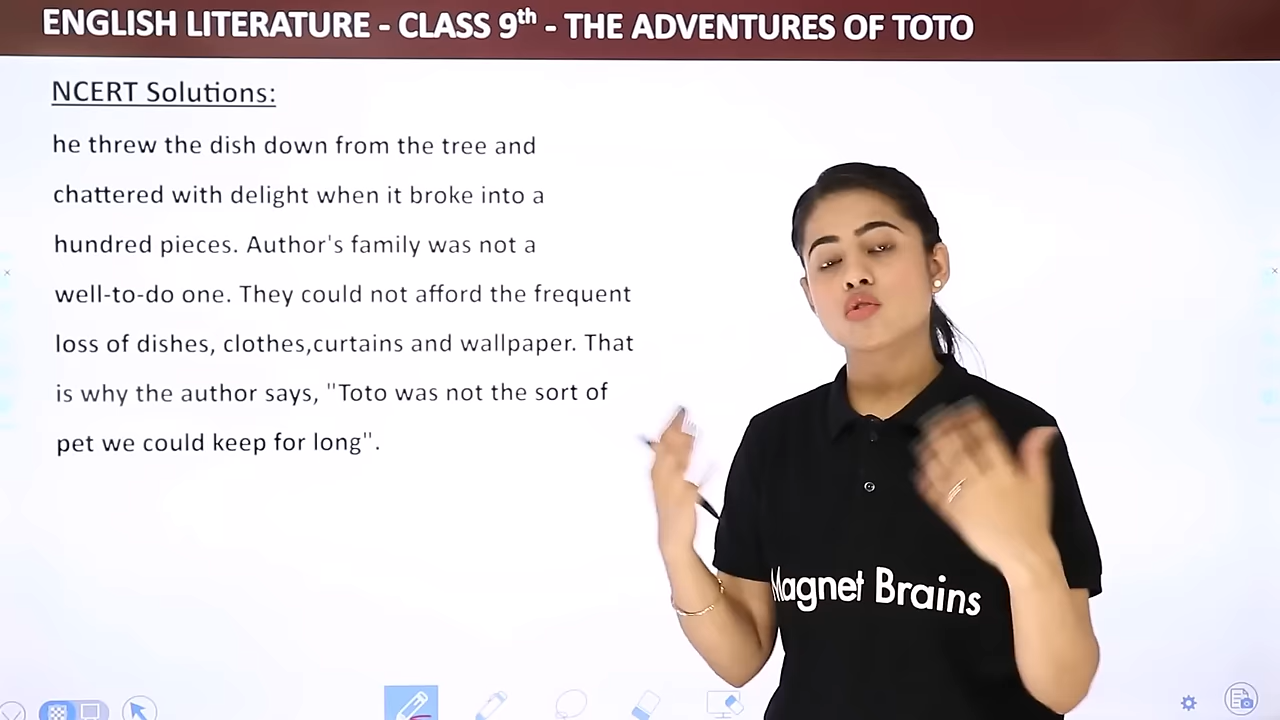 ENGLISH LITERATURE - CLASS 9th - THE ADVENTURES OF TOTO
NCERT Solutions:
he threw the dish down from the tree and
chattered with delight when it broke into a
hundred pieces. Author's family was not a
well-to-do one. They could not afford the frequent
loss of dishes, clothes,curtains and wallpaper. That
is why the author says, "Toto was not the sort of
pet we could keep for long".
Magnet Brains